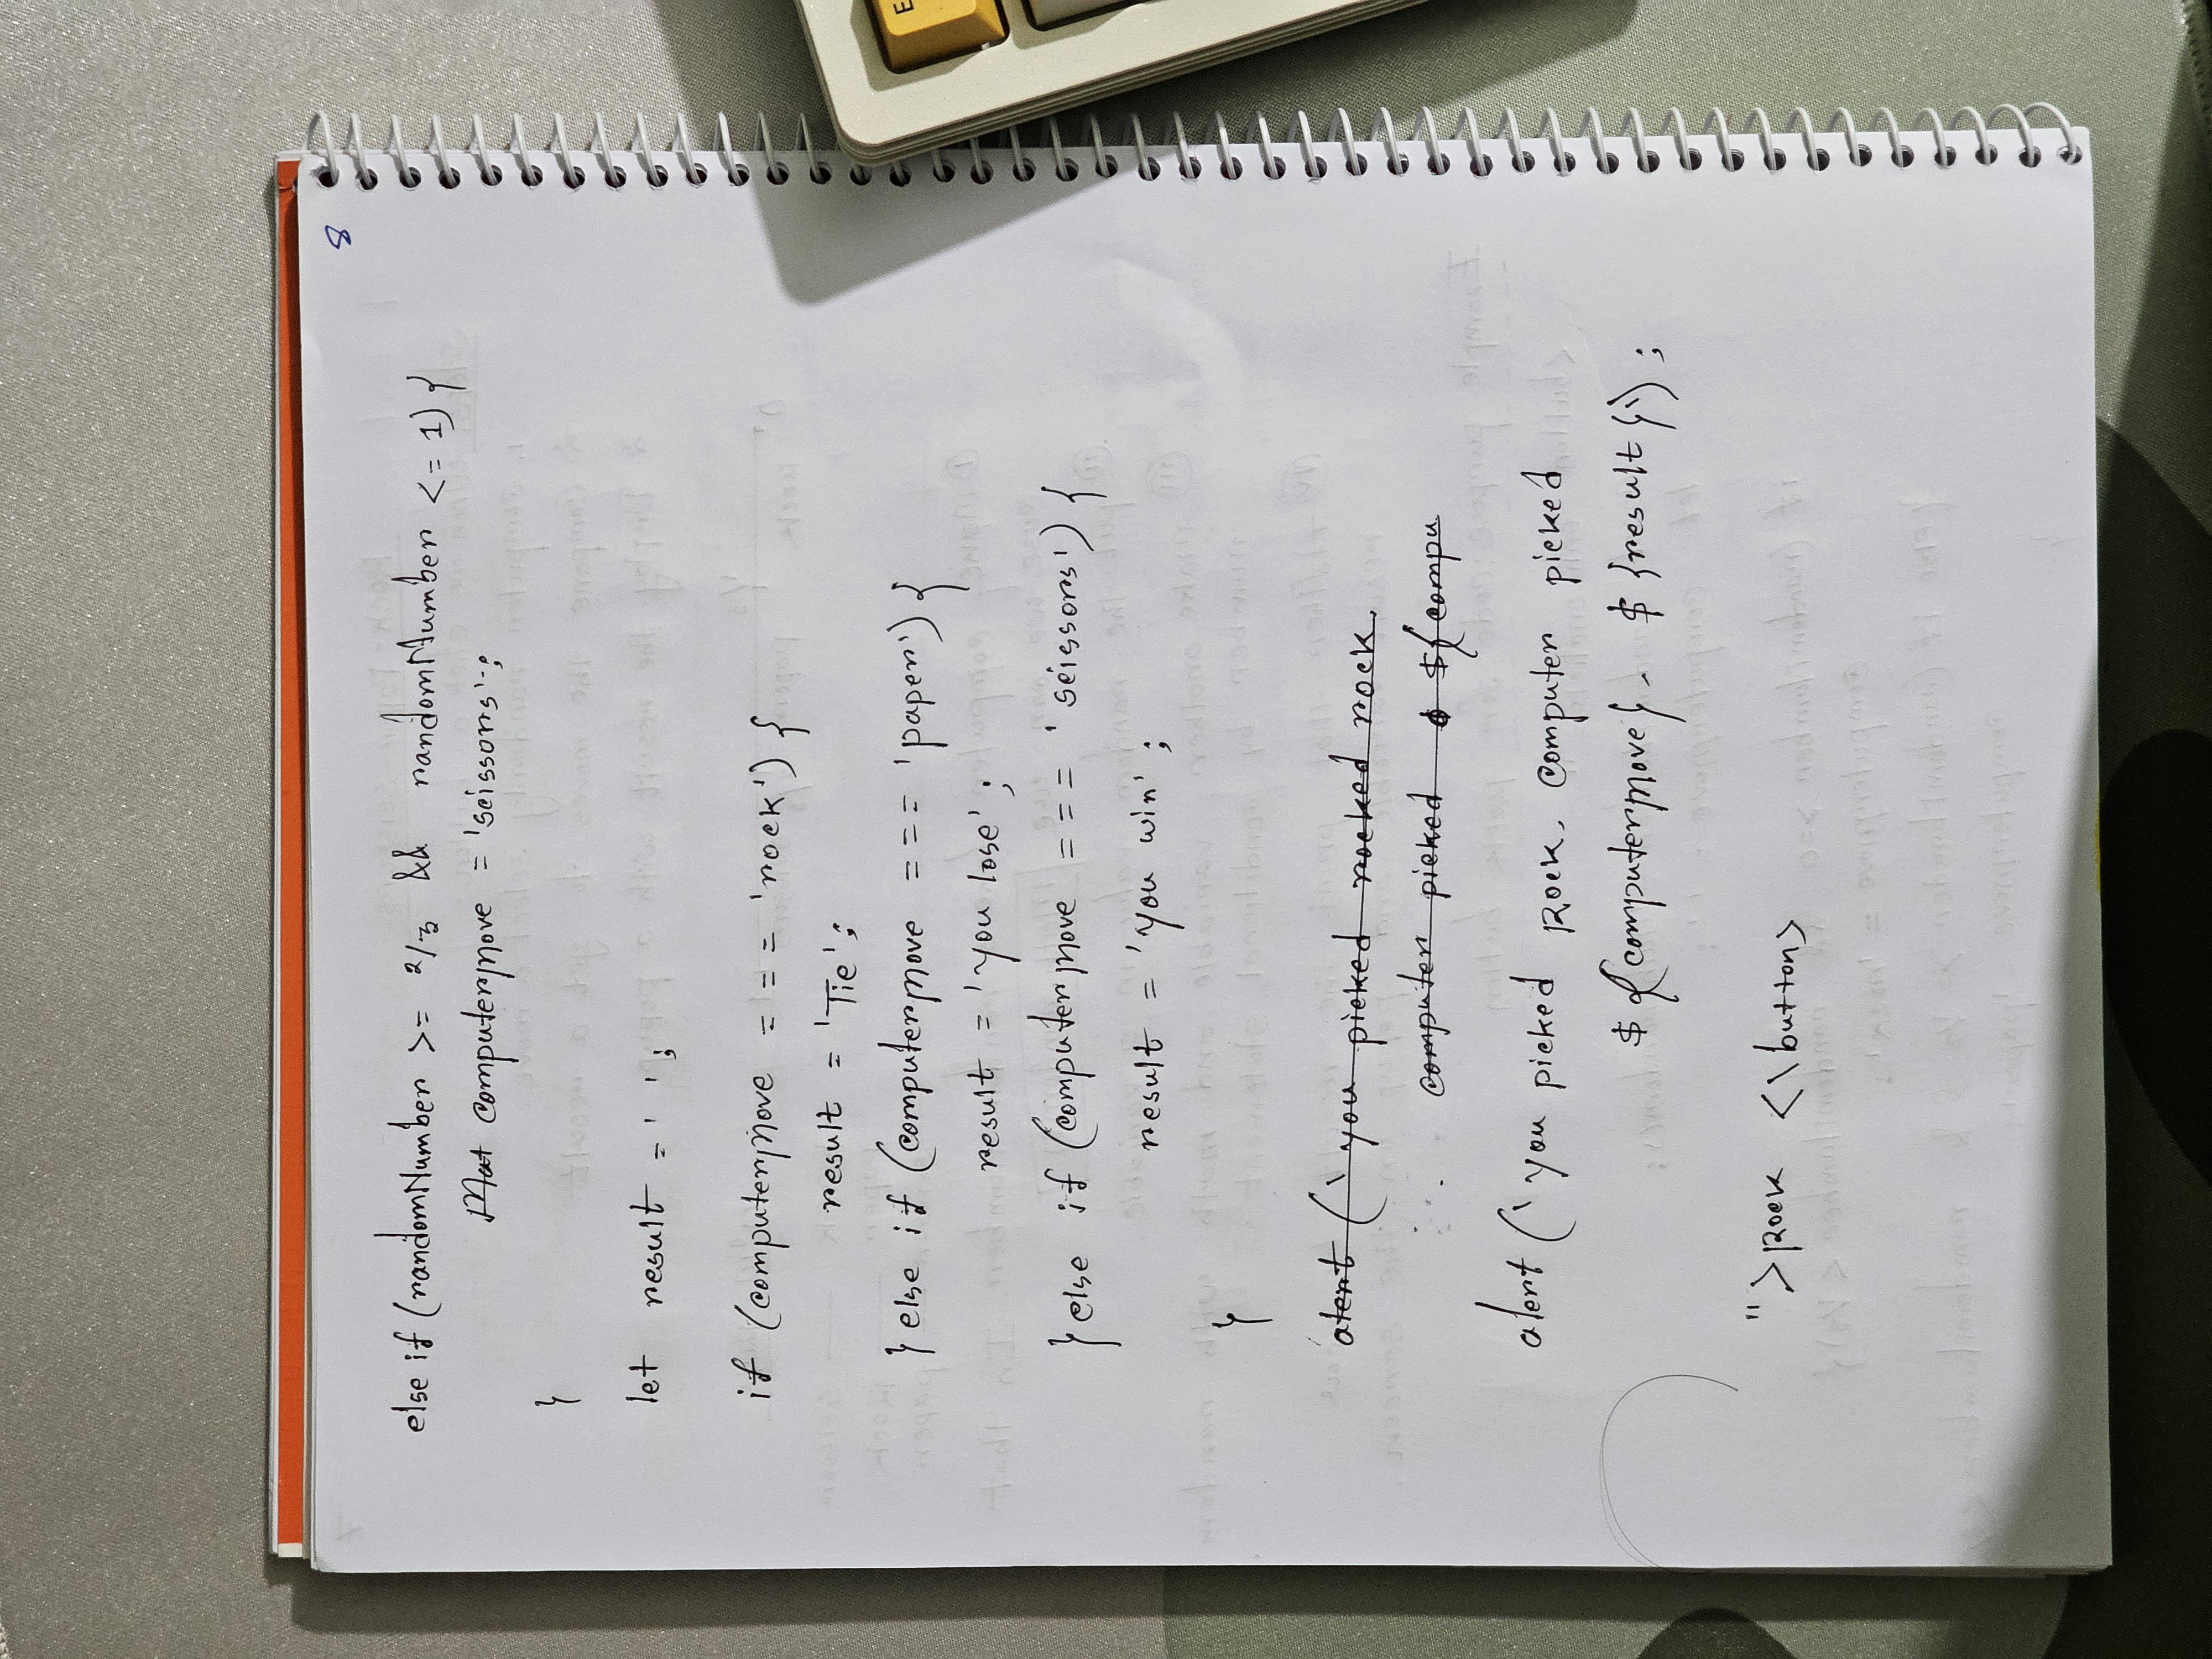 8
else if (randomNumber >= 2/3 && randomNumber <= 1) {
computerMove = 'scissors';
}
let result = ' ';
if (computerMove === 'rock') {
result = 'Tie';
} else if (computerMove === 'paper') {
result = 'you lose';
} else if (computerMove === 'scissors') {
result = 'you win';
}
alert (` you picked rocked rock.
computer picked ${compu
alert (` you picked Rock. Computer picked
${computerMove}. ${result}`);
">Rock <\button>
E